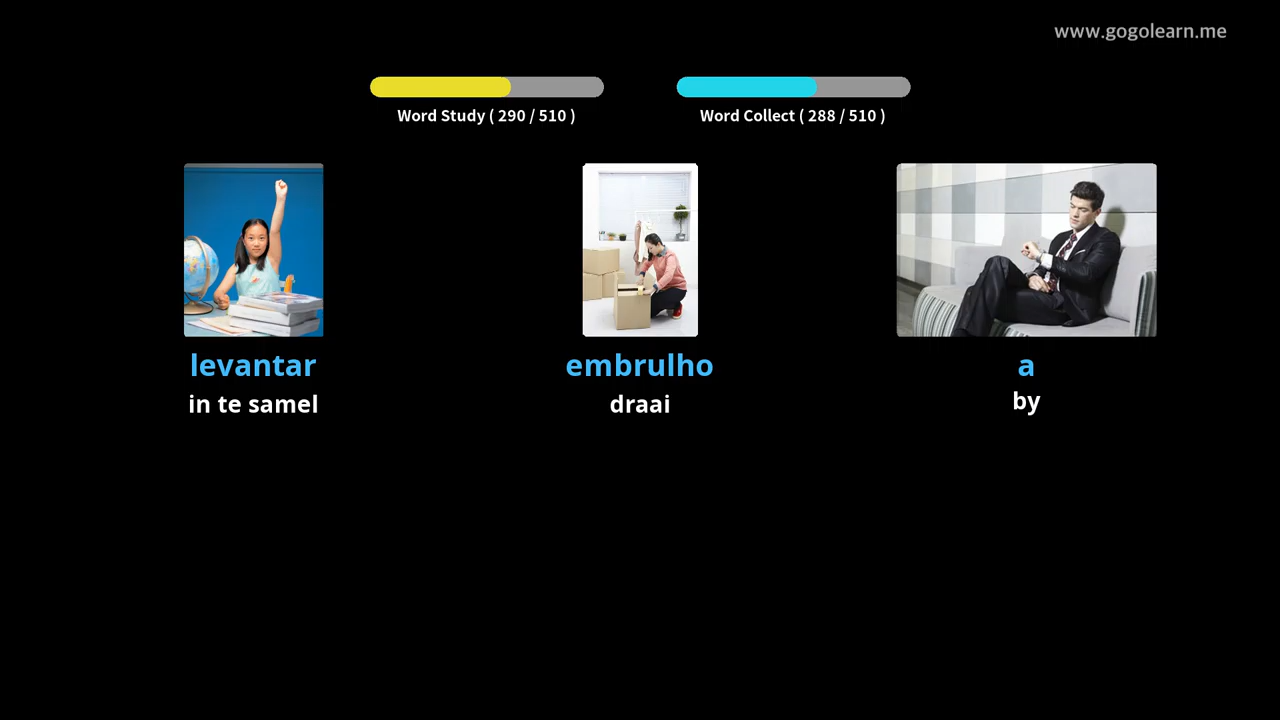 www.gogolearn.me
Word Study ( 290 / 510 )
Word Collect ( 288 / 510 )
levantar
in te samel
embrulho
draai
a
by